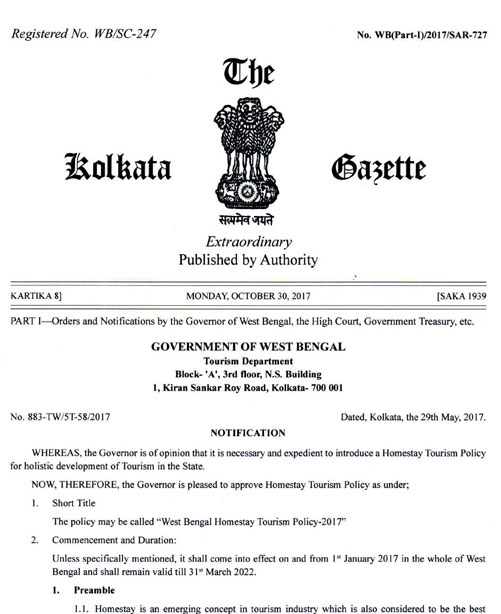 Registered No. WB/SC-247
No. WB(Part-I)/2017/SAR-727
The
Kolkata Gazette
सत्यमेव जयते
Extraordinary
Published by Authority
KARTIKA 8]
MONDAY, OCTOBER 30, 2017
[SAKA 1939
PART I—Orders and Notifications by the Governor of West Bengal, the High Court, Government Treasury, etc.
GOVERNMENT OF WEST BENGAL
Tourism Department
Block- 'A', 3rd floor, N.S. Building
1, Kiran Sankar Roy Road, Kolkata- 700 001
No. 883-TW/5T-58/2017
Dated, Kolkata, the 29th May, 2017.
NOTIFICATION
WHEREAS, the Governor is of opinion that it is necessary and expedient to introduce a Homestay Tourism Policy
for holistic development of Tourism in the State.
NOW, THEREFORE, the Governor is pleased to approve Homestay Tourism Policy as under;
1. Short Title
The policy may be called “West Bengal Homestay Tourism Policy-2017”
2. Commencement and Duration:
Unless specifically mentioned, it shall come into effect on and from 1st January 2017 in the whole of West
Bengal and shall remain valid till 31st March 2022.
1. Preamble
1.1. Homestay is an emerging concept in tourism industry which is also considered to be the best